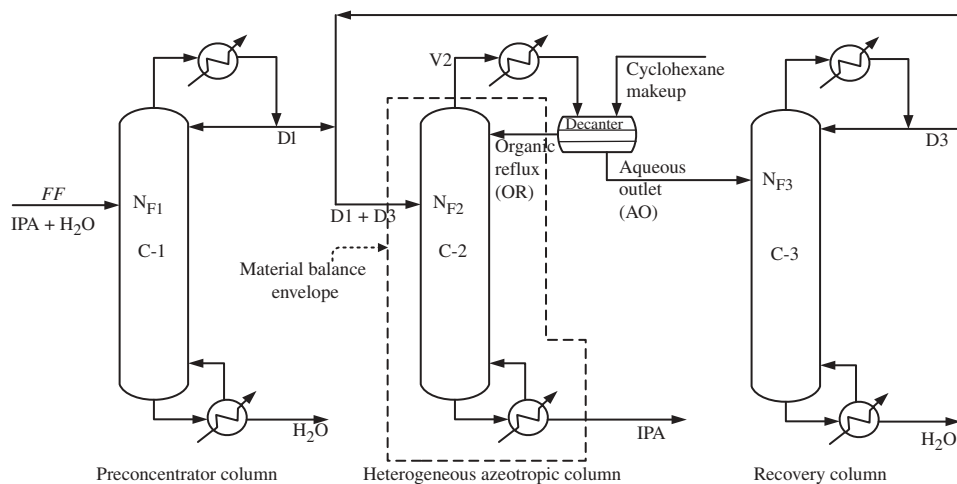 V2
Cyclohexane
makeup
Decanter
D1
Organic
reflux
(OR)
D3
FF
IPA + H2O
NF1
C-1
Aqueous
outlet
(AO)
NF2
C-2
D1 + D3
NF3
C-3
Material balance
envelope
H2O
IPA
H2O
Preconcentrator column
Heterogeneous azeotropic column
Recovery column